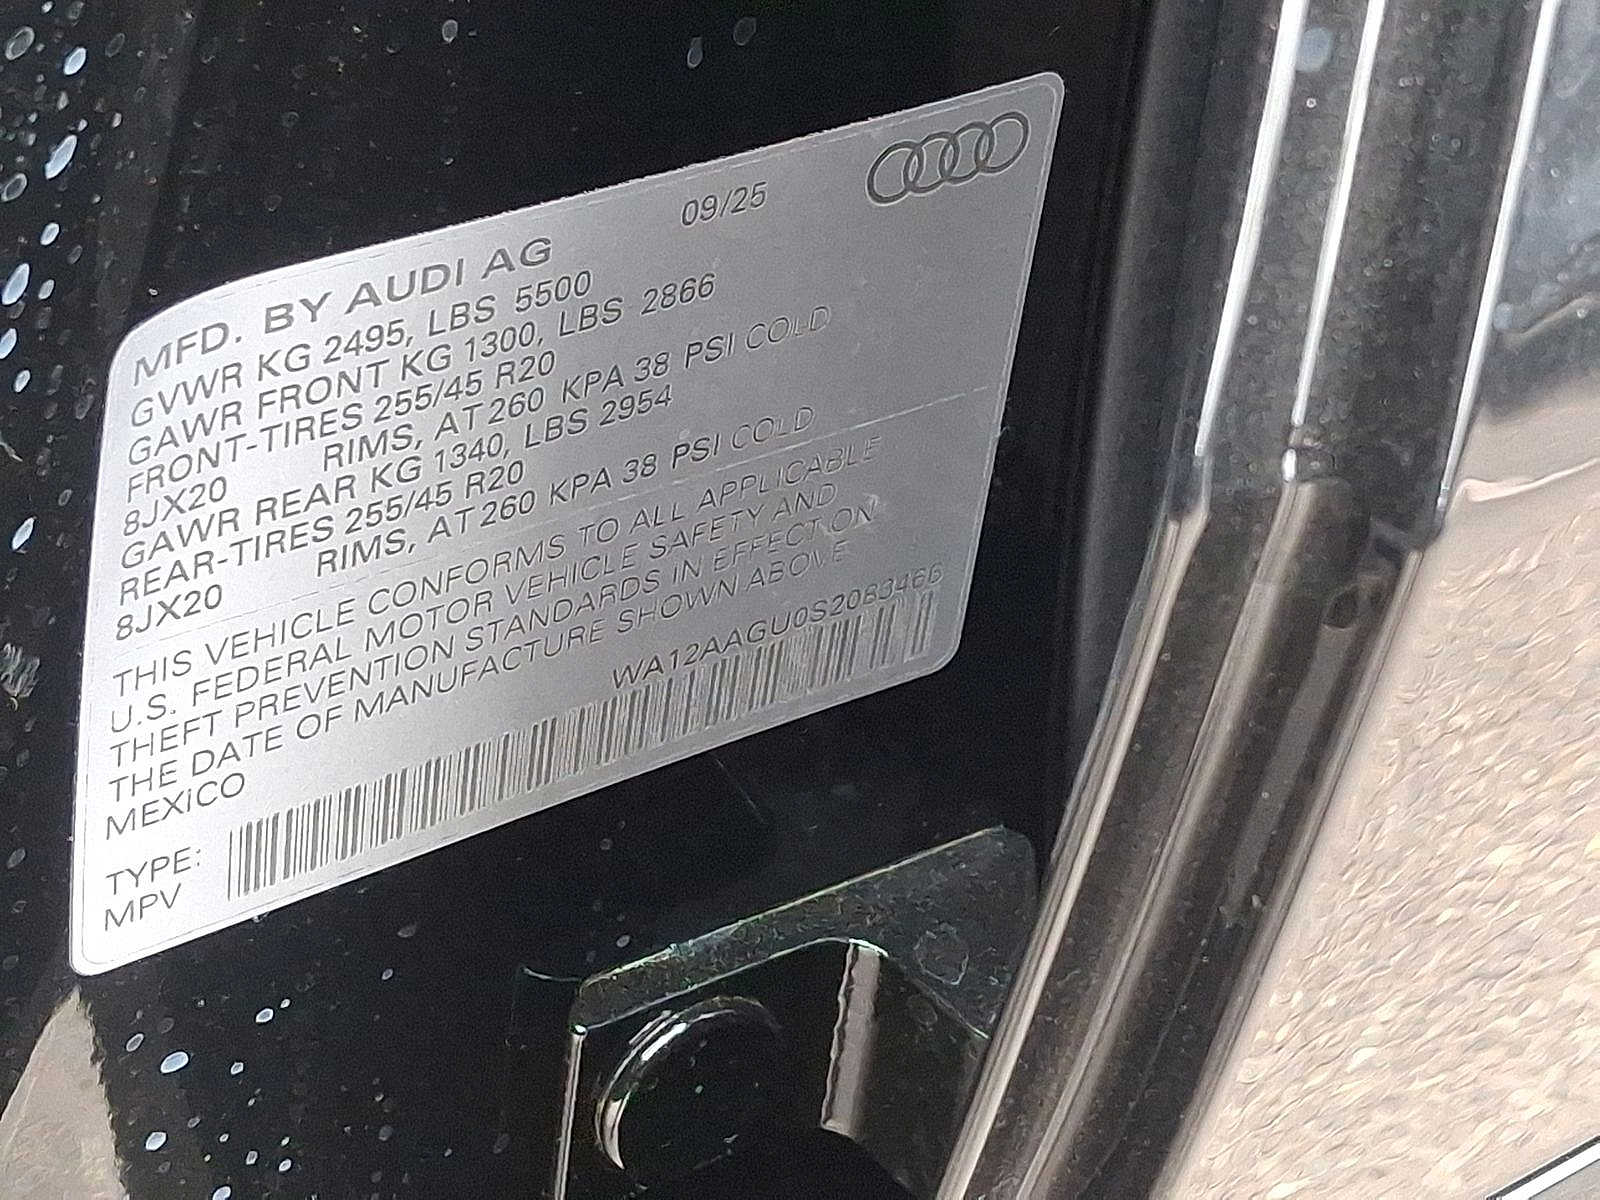 09/25
MFD. BY AUDI AG
GVWR KG 2495, LBS 5500
GAWR FRONT KG 1300, LBS 2866
FRONT-TIRES 255/45 R20
8JX20 RIMS, AT 260 KPA 38 PSI COLD
GAWR REAR KG 1340, LBS 2954
REAR-TIRES 255/45 R20
8JX20 RIMS, AT 260 KPA 38 PSI COLD
THIS VEHICLE CONFORMS TO ALL APPLICABLE
U.S. FEDERAL MOTOR VEHICLE SAFETY AND
THEFT PREVENTION STANDARDS IN EFFECT ON
THE DATE OF MANUFACTURE SHOWN ABOVE
MEXiCO
WA12AAGU0S2083466
TYPE:
MPV